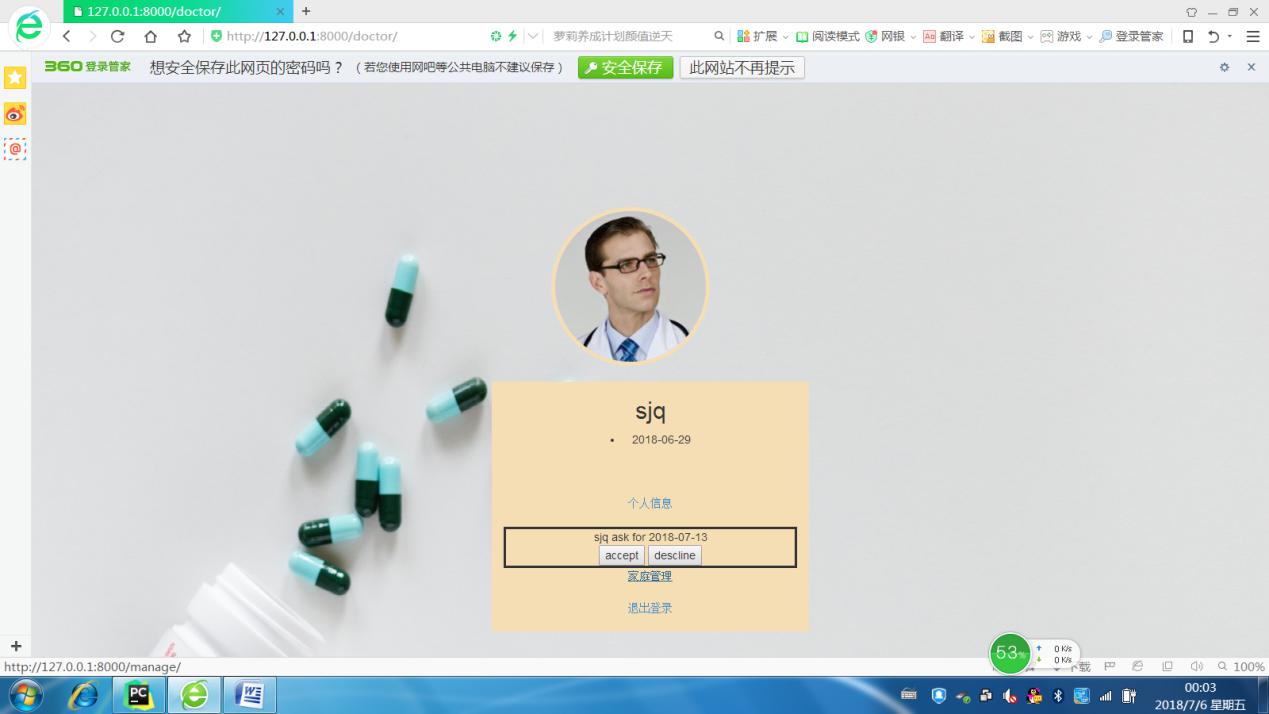 127.0.0.1:8000/doctor/
http://127.0.0.1:8000/doctor/
萝莉养成计划颜值逆天
扩展
阅读模式
网银
翻译
截图
游戏
登录管家
360 登录管家 想安全保存此网页的密码吗？（若您使用网吧等公共电脑不建议保存） 安全保存 此网站不再提示
sjq
• 2018-06-29
个人信息
sjq ask for 2018-07-13
accept descline
家庭管理
退出登录
53%
0 K/s
0 K/s
http://127.0.0.1:8000/manage/
下载
100%
00:03
2018/7/6 星期五